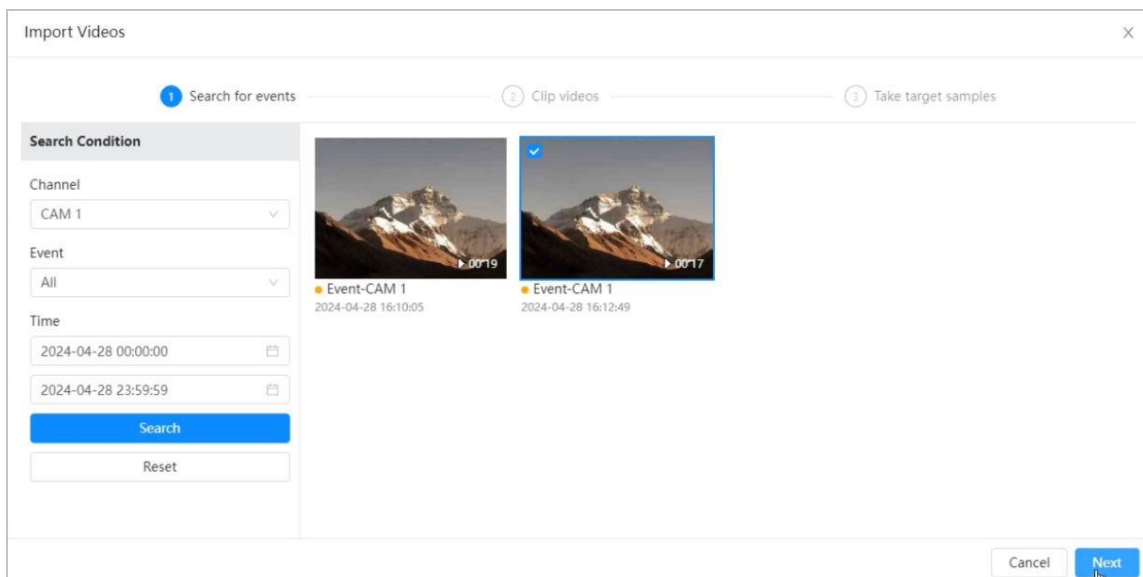 Import Videos
1 Search for events
2 Clip videos
3 Take target samples
Search Condition
Channel
CAM 1
Event
All
Time
2024-04-28 00:00:00
2024-04-28 23:59:59
Search
Reset
00"19
Event-CAM 1
2024-04-28 16:10:05
00"17
Event-CAM 1
2024-04-28 16:12:49
Cancel
Next